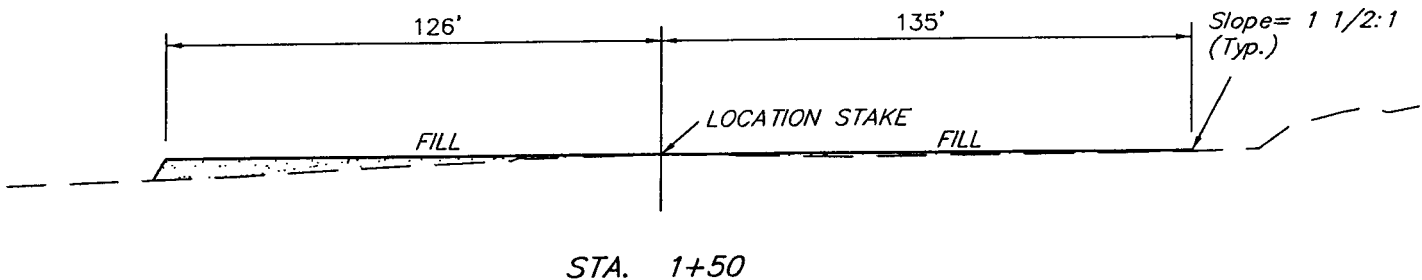 126'
135'
Slope= 1 1/2:1
(Typ.)
LOCATION STAKE
FILL
FILL
STA. 1+50